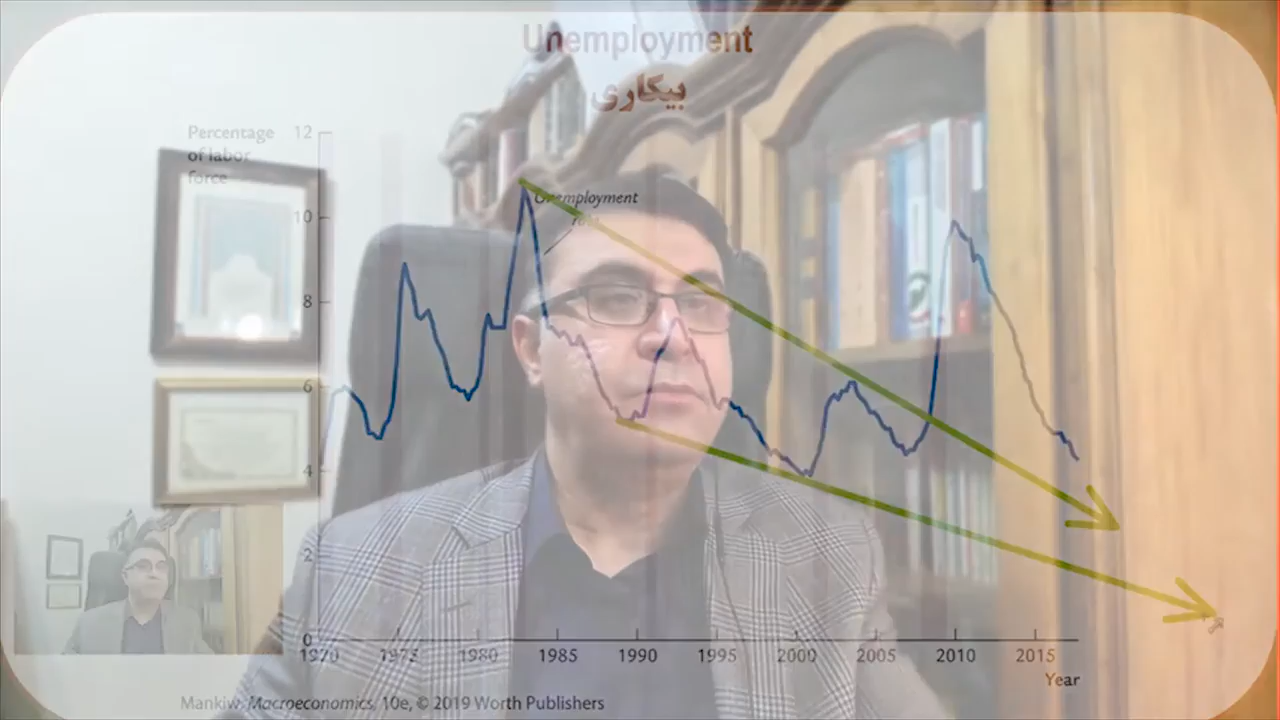 Unemployment
بیکاری
Percentage
of labor
force
12
10
8
6
4
2
0
Unemployment
rate
1970 1975 1980 1985 1990 1995 2000 2005 2010 2015
Year
Mankiw, Macroeconomics, 10e, © 2019 Worth Publishers